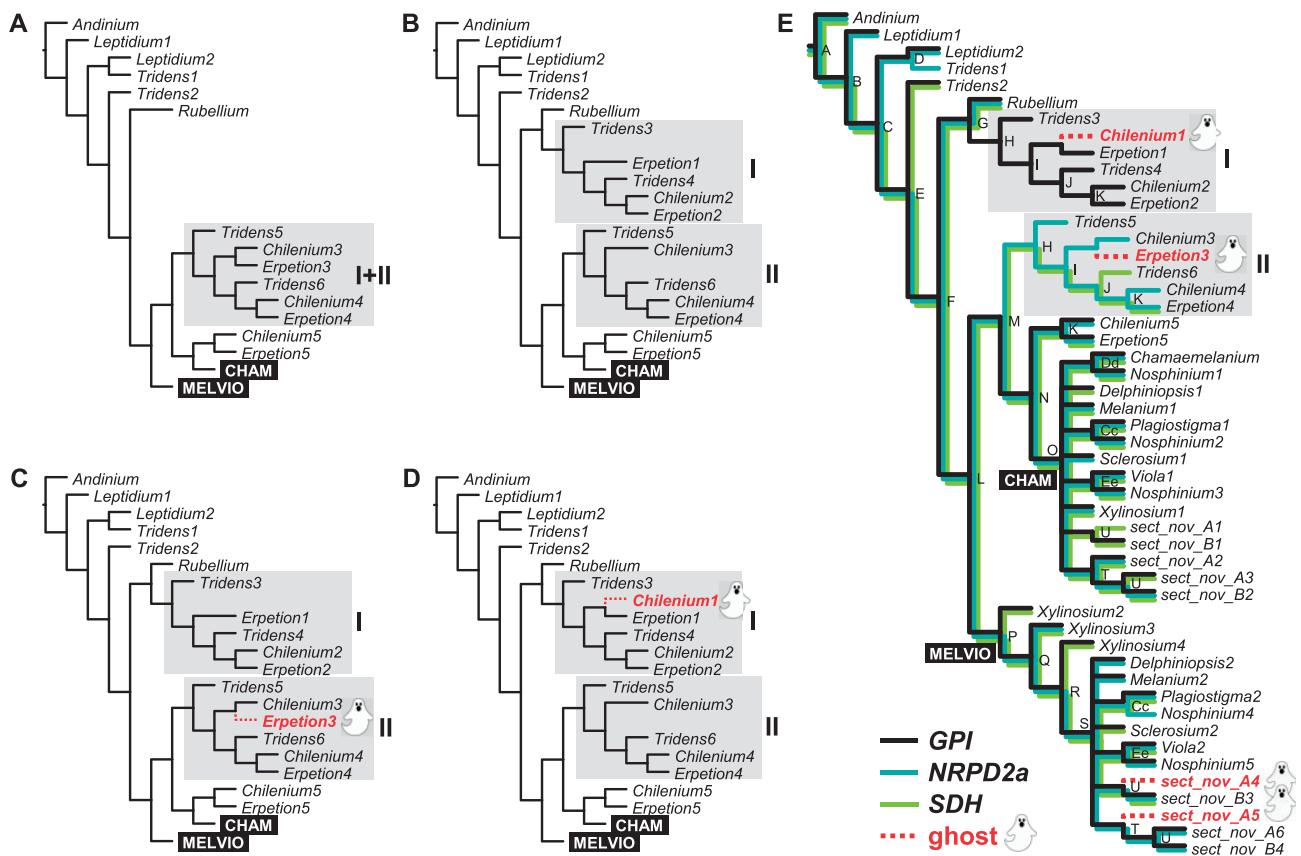 A
Andinium
Leptidium1
Leptidium2
Tridens1
Tridens2
Rubellium
Tridens5
Chilenium3
Erpetion3
Tridens6
Chilenium4
Erpetion4
I+II
Chilenium5
Erpetion5
CHAM
MELVIO
B
Andinium
Leptidium1
Leptidium2
Tridens1
Tridens2
Rubellium
Tridens3
Erpetion1
Tridens4
Chilenium2
Erpetion2
I
Tridens5
Chilenium3
Tridens6
Chilenium4
Erpetion4
II
Chilenium5
Erpetion5
CHAM
MELVIO
C
Andinium
Leptidium1
Leptidium2
Tridens1
Tridens2
Rubellium
Tridens3
Erpetion1
Tridens4
Chilenium2
Erpetion2
I
Tridens5
Chilenium3
Erpetion3
Tridens6
Chilenium4
Erpetion4
II
Chilenium5
Erpetion5
CHAM
MELVIO
D
Andinium
Leptidium1
Leptidium2
Tridens1
Tridens2
Rubellium
Tridens3
Chilenium1
Erpetion1
Tridens4
Chilenium2
Erpetion2
I
Tridens5
Chilenium3
Tridens6
Chilenium4
Erpetion4
II
Chilenium5
Erpetion5
CHAM
MELVIO
E
Andinium
A
Leptidium1
B
Leptidium2
D
Tridens1
C
Tridens2
E
Rubellium
G
Tridens3
H
Chilenium1
I
Erpetion1
Tridens4
J
Chilenium2
K
Erpetion2
I
F
Tridens5
H
Chilenium3
Erpetion3
I
Tridens6
J
Chilenium4
K
Erpetion4
II
M
Chilenium5
K
Erpetion5
N
Chamaemelanium
Dd
Nosphinium1
Delphiniopsis1
Melanium1
Plagiostigma1
Cc
Nosphinium2
O
Sclerosium1
CHAM
Viola1
Ee
Nosphinium3
Xylinosium1
sect_nov_A1
U
sect_nov_B1
sect_nov_A2
T
sect_nov_A3
U
sect_nov_B2
L
Xylinosium2
P
MELVIO
Xylinosium3
Q
Xylinosium4
R
Delphiniopsis2
Melanium2
Plagiostigma2
Cc
Nosphinium4
S
Sclerosium2
Viola2
Ee
Nosphinium5
sect_nov_A4
U
sect_nov_B3
sect_nov_A5
T
sect_nov_A6
U
sect_nov_B4
GPI
NRPD2a
SDH
ghost